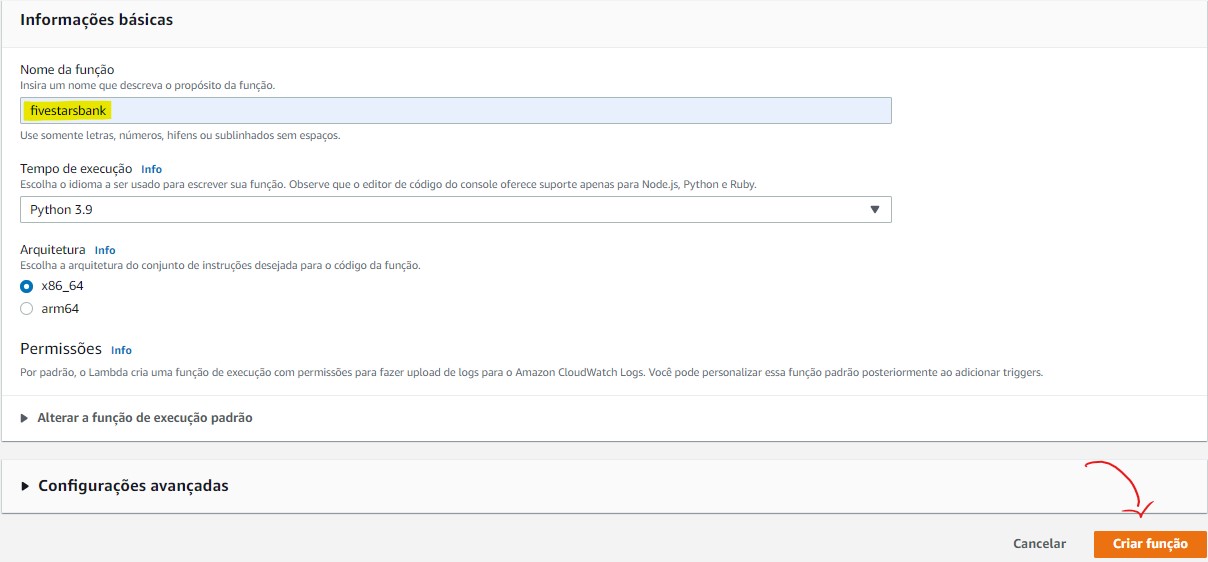 Informações básicas
Nome da função
Insira um nome que descreva o propósito da função.
fivestarsbank
Use somente letras, números, hifens ou sublinhados sem espaços.
Tempo de execução Info
Escolha o idioma a ser usado para escrever sua função. Observe que o editor de código do console oferece suporte apenas para Node.js, Python e Ruby.
Python 3.9
Arquitetura Info
Escolha a arquitetura do conjunto de instruções desejada para o código da função.
x86_64
arm64
Permissões Info
Por padrão, o Lambda cria uma função de execução com permissões para fazer upload de logs para o Amazon CloudWatch Logs. Você pode personalizar essa função padrão posteriormente ao adicionar triggers.
Alterar a função de execução padrão
Configurações avançadas
Cancelar Criar função